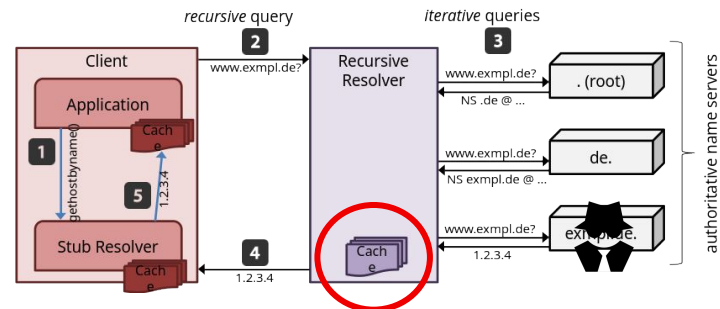 recursive query
2
www.exmpl.de?
iterative queries
3
Client
Application
Cach
e
1
gethostbyname()
5
1.2.3.4
Stub Resolver
Cach
e
4
1.2.3.4
Recursive
Resolver
Cach
e
www.exmpl.de?
NS .de @ ...
. (root)
www.exmpl.de?
NS exmpl.de @ ...
de.
www.exmpl.de?
1.2.3.4
exmpl.de.
authoritative name servers